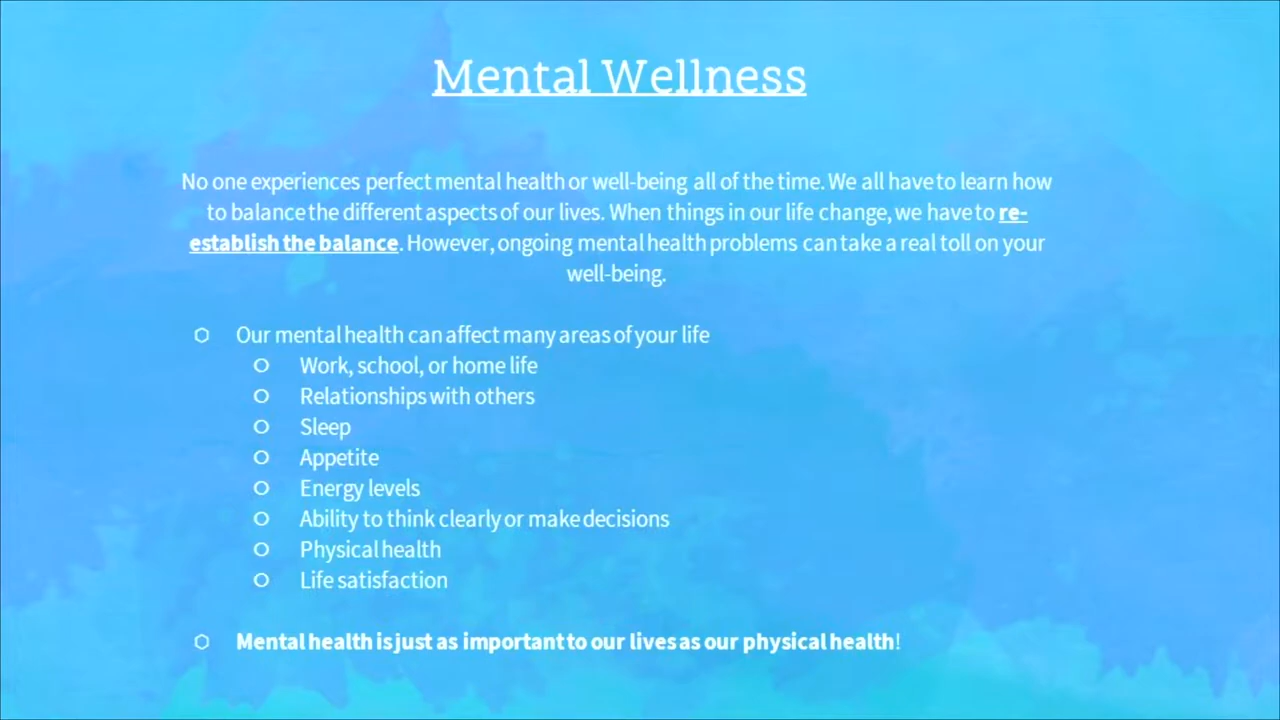 Mental Wellness
No one experiences perfect mental health or well-being all of the time. We all have to learn how
to balance the different aspects of our lives. When things in our life change, we have to re-
establish the balance. However, ongoing mental health problems can take a real toll on your
well-being.
Our mental health can affect many areas of your life
Work, school, or home life
Relationships with others
Sleep
Appetite
Energy levels
Ability to think clearly or make decisions
Physical health
Life satisfaction
Mental health is just as important to our lives as our physical health!